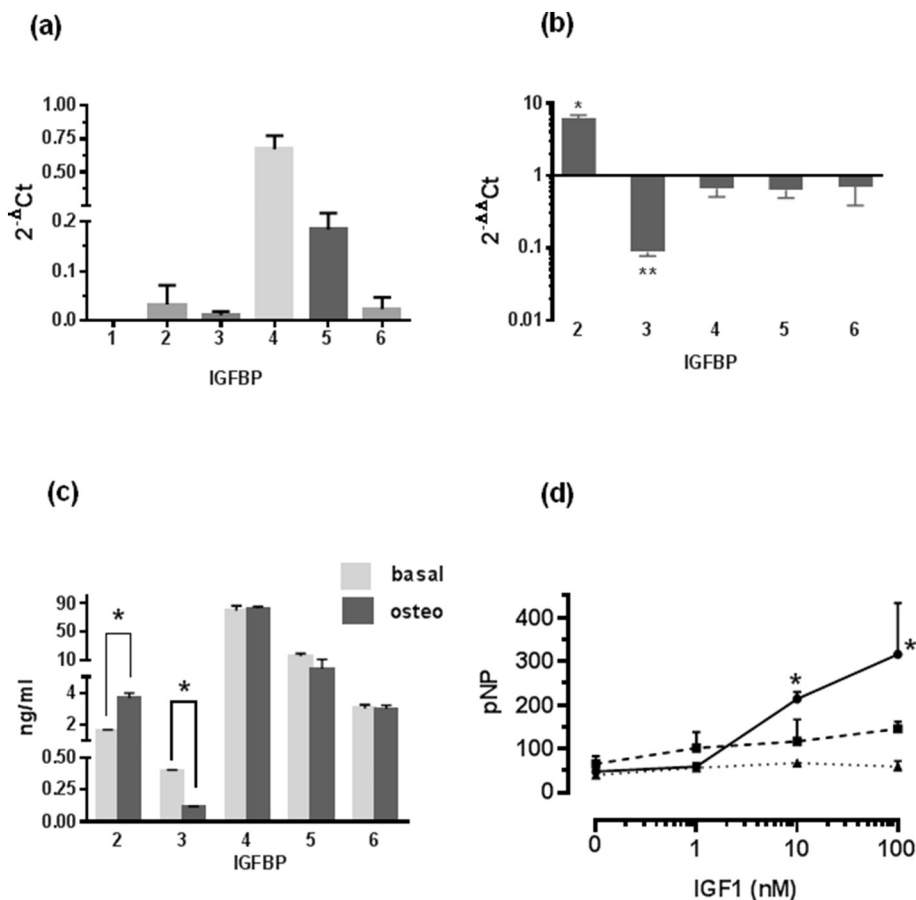 (a)
1.00
0.75
0.50
0.2
0.1
0.0
2-ΔCt
1 2 3 4 5 6
IGFBP
(b)
10
1
0.1
0.01
2-ΔΔCt
*
**
2 3 4 5 6
IGFBP
(c)
basal
osteo
90
50
10
4
2
0.50
0.25
0.00
ng/ml
*
*
2 3 4 5 6
IGFBP
(d)
400
300
200
100
0
pNP
*
*
0 1 10 100
IGF1 (nM)